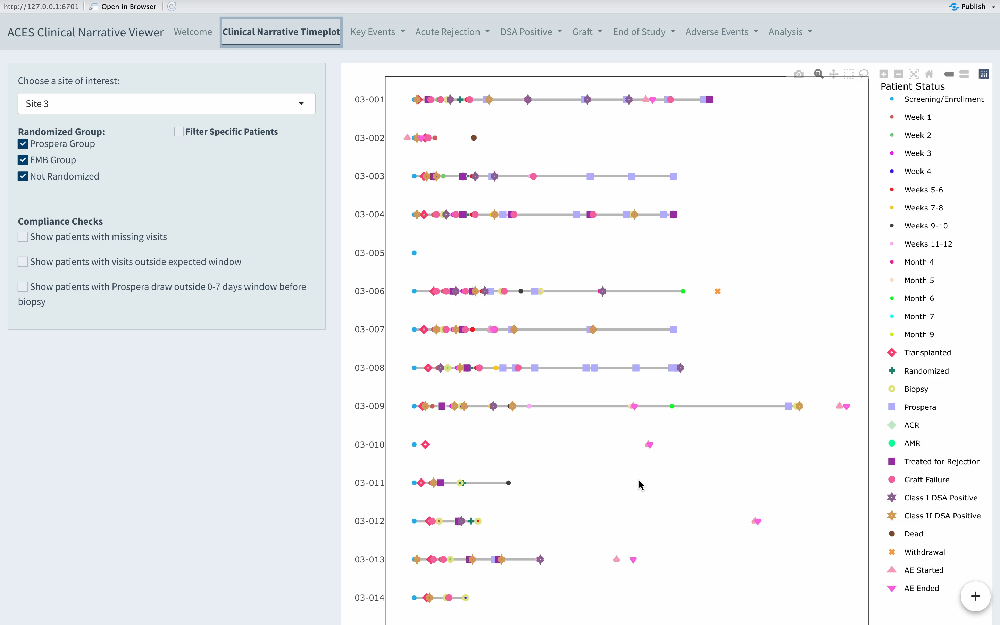 http://127.0.0.1:6701 Open in Browser Publish
ACES Clinical Narrative Viewer Welcome Clinical Narrative Timeplot Key Events Acute Rejection DSA Positive Graft End of Study Adverse Events Analysis
Choose a site of interest:
Site 3
Randomized Group:
Filter Specific Patients
Prospera Group
EMB Group
Not Randomized
Compliance Checks
Show patients with missing visits
Show patients with visits outside expected window
Show patients with Prospera draw outside 0-7 days window before
biopsy
03-001
03-002
03-003
03-004
03-005
03-006
03-007
03-008
03-009
03-010
03-011
03-012
03-013
03-014
Patient Status
Screening/Enrollment
Week 1
Week 2
Week 3
Week 4
Weeks 5-6
Weeks 7-8
Weeks 9-10
Weeks 11-12
Month 4
Month 5
Month 6
Month 7
Month 9
Transplanted
Randomized
Biopsy
Prospera
ACR
AMR
Treated for Rejection
Graft Failure
Class I DSA Positive
Class II DSA Positive
Dead
Withdrawal
AE Started
AE Ended
+